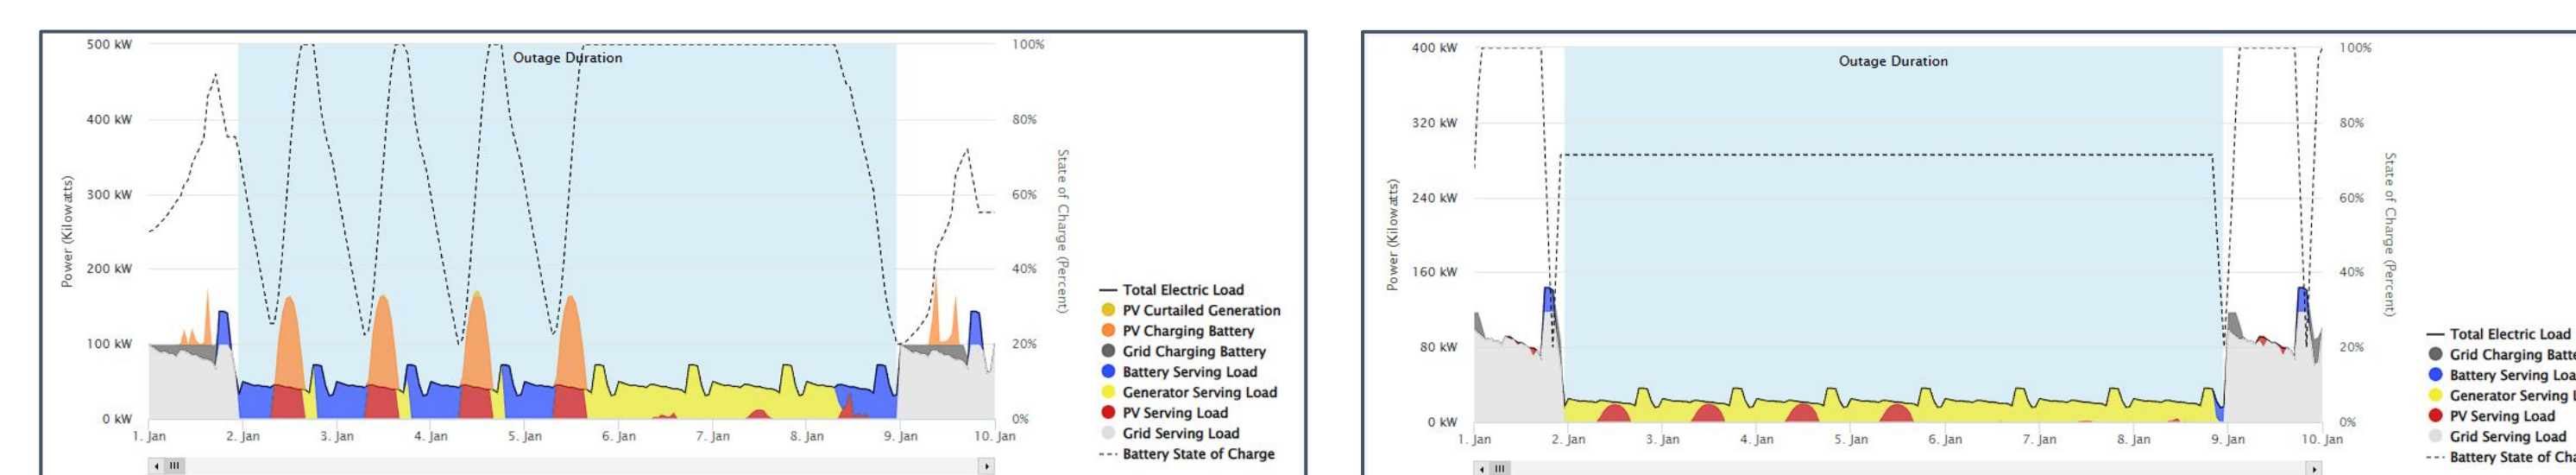 500 kW
400 kW
300 kW
200 kW
100 kW
0 kW
Power (Kilowatts)
Outage Duration
100%
80%
60%
40%
20%
0%
State of Charge (Percent)
1. Jan 2. Jan 3. Jan 4. Jan 5. Jan 6. Jan 7. Jan 8. Jan 9. Jan 10. Jan
Total Electric Load
PV Curtailed Generation
PV Charging Battery
Grid Charging Battery
Battery Serving Load
Generator Serving Load
PV Serving Load
Grid Serving Load
Battery State of Charge
400 kW
320 kW
240 kW
160 kW
80 kW
0 kW
Power (Kilowatts)
Outage Duration
100%
80%
60%
40%
20%
0%
State of Charge (Percent)
1. Jan 2. Jan 3. Jan 4. Jan 5. Jan 6. Jan 7. Jan 8. Jan 9. Jan 10. Jan
Total Electric Load
Grid Charging Batte
Battery Serving Loa
Generator Serving L
PV Serving Load
Grid Serving Load
Battery State of Cha